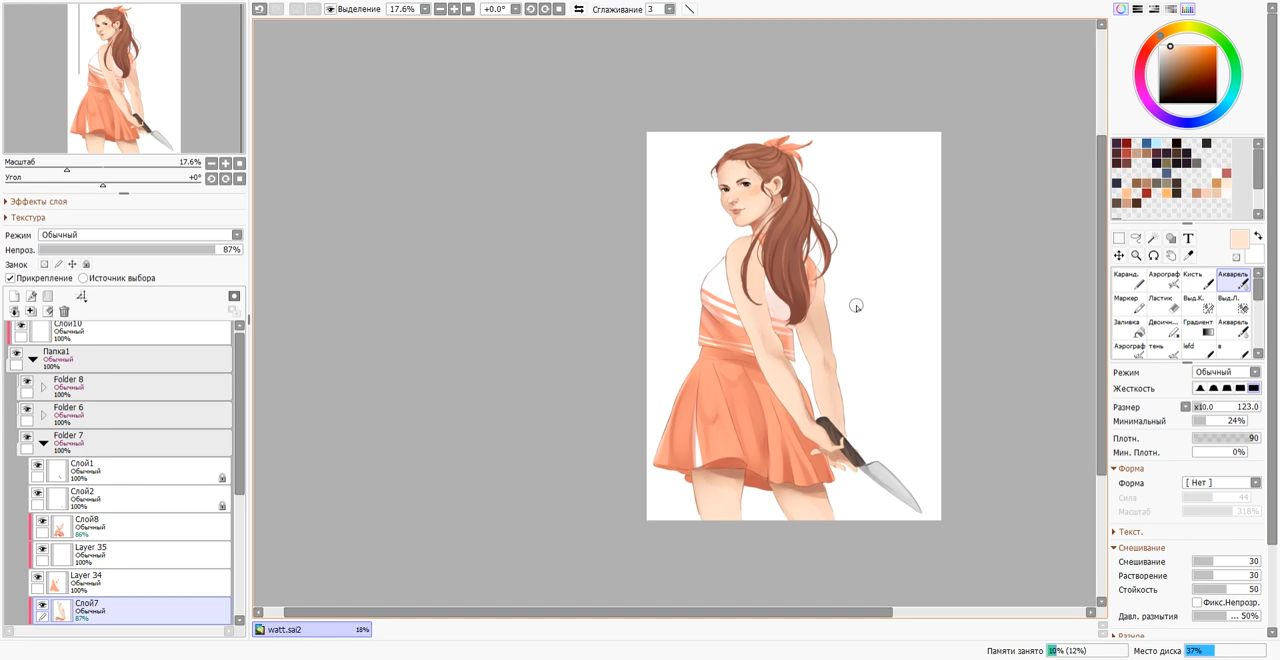 Выделение 17.6% +0.0° Сглаживание 3
Масштаб 17.6%
Угол +0°
Эффекты слоя
Текстура
Режим Обычный
Непроз. 87%
Замок
Прикрепление Источник выбора
Слой10
Обычный
100%
Папка1
Обычный
100%
Folder 8
Обычный
100%
Folder 6
Обычный
100%
Folder 7
Обычный
100%
Слой1
Обычный
100%
Слой2
Обычный
100%
Слой8
Обычный
86%
Layer 35
Обычный
100%
Layer 34
Обычный
100%
Слой7
Обычный
87%
watt.sai2 18%
T
Каранд. Аэрограф Кисть Акварель
Маркер Ластик Выд.К. Выд.Л.
Заливка Двоичн... Градиент Акварель
Аэрограф тень lefd в
Режим Обычный
Жесткость
Размер x10.0 123.0
Минимальный 24%
Плотн. 90
Мин. Плотн. 0%
Форма
Форма [ Нет ]
Сила 44
Масштаб 318%
Текст.
Смешивание
Смешивание 30
Растворение 30
Стойкость 50
Фикс.Непрозр.
Давл. размытия ... 50%
Разное
Памяти занято 10% (12%) Место диска 37%